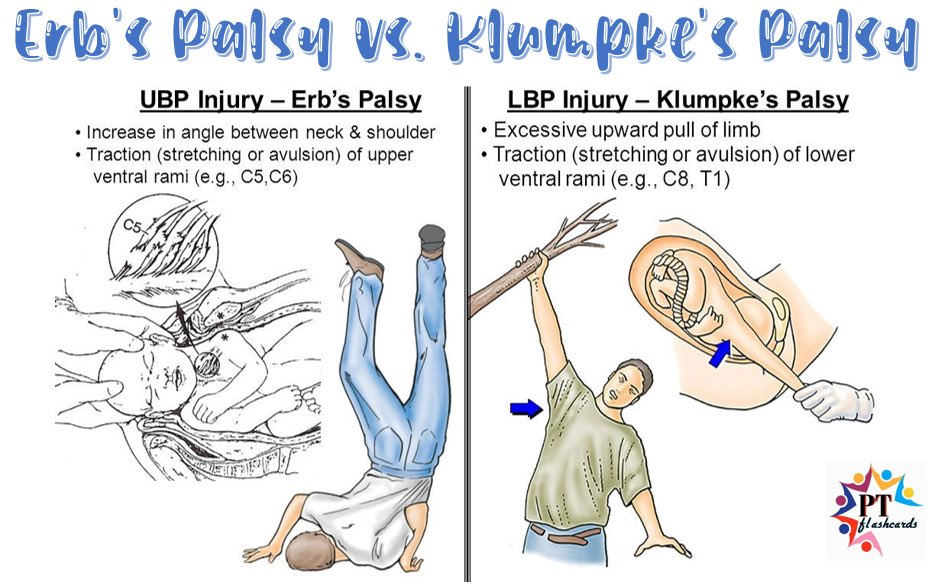 Erb's Palsy vs. Klumpke's Palsy
UBP Injury – Erb's Palsy
• Increase in angle between neck & shoulder
• Traction (stretching or avulsion) of upper
ventral rami (e.g., C5,C6)
C5
*
*
LBP Injury – Klumpke's Palsy
• Excessive upward pull of limb
• Traction (stretching or avulsion) of lower
ventral rami (e.g., C8, T1)
PT
flashcards